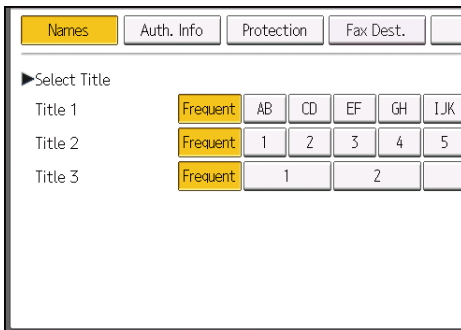 Names Auth. Info Protection Fax Dest.
▶Select Title
Title 1 Frequent AB CD EF GH IJK
Title 2 Frequent 1 2 3 4 5
Title 3 Frequent 1 2